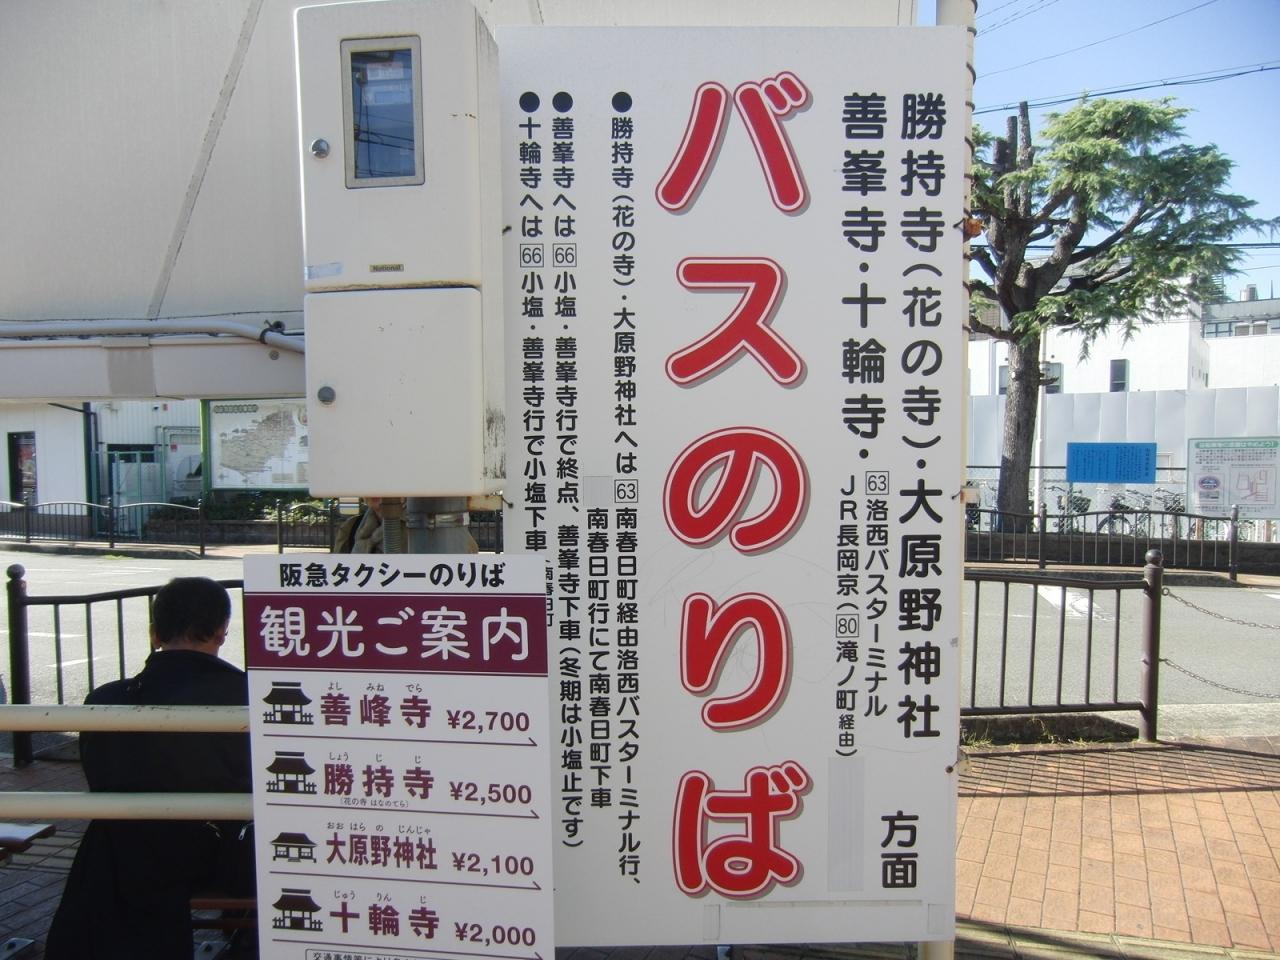 勝持寺(花の寺)・大原野神社
善峯寺・十輪寺・
63 洛西バスターミナル
JR長岡京(80 滝ノ町経由)
方面
バスのりば
●勝持寺(花の寺)・大原野神社へは 63 南春日町経由洛西バスターミナル行、
南春日町行にて南春日町下車
●善峯寺へは 66 小塩・善峯寺行で終点、善峯寺下車(冬期は小塩止です)
●十輪寺へは 66 小塩・善峯寺行で小塩下車
National
阪急タクシーのりば
観光ご案内
よし みね でら
善峰寺 ¥2,700
しょう じ じ
勝持寺 ¥2,500
(花の寺 はなのてら)
おお はら の じんじゃ
大原野神社 ¥2,100
じゅう りん じ
十輪寺 ¥2,000